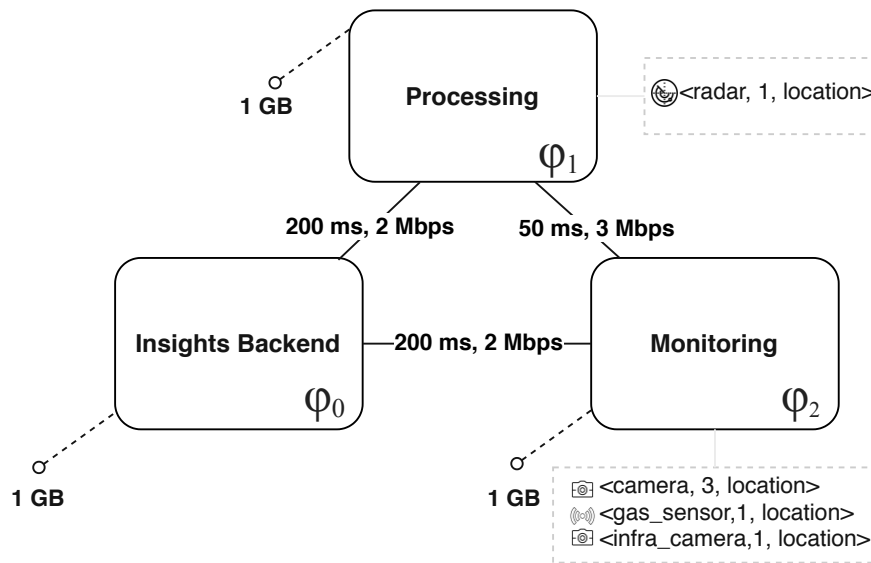 Processing
φ1
1 GB
<radar, 1, location>
200 ms, 2 Mbps
50 ms, 3 Mbps
Insights Backend
φ0
200 ms, 2 Mbps
Monitoring
φ2
1 GB
1 GB
<camera, 3, location>
<gas_sensor,1, location>
<infra_camera,1, location>